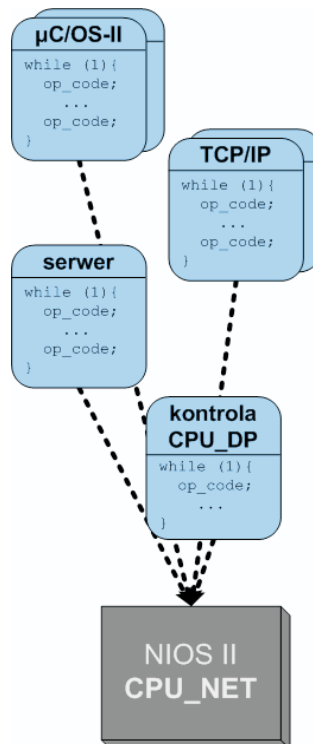 µC/OS-II
while (1){
op_code;
...
op_code;
}
TCP/IP
while (1){
op_code;
...
op_code;
}
serwer
while (1){
op_code;
...
op_code;
}
kontrola
CPU_DP
while (1){
op_code;
...
}
NIOS II
CPU_NET